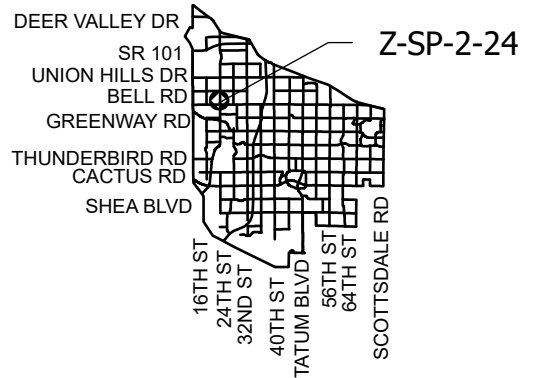 DEER VALLEY DR
Z-SP-2-24
SR 101
UNION HILLS DR
BELL RD
GREENWAY RD
THUNDERBIRD RD
CACTUS RD
SHEA BLVD
16TH ST
24TH ST
32ND ST
40TH ST
TATUM BLVD
56TH ST
64TH ST
SCOTTSDALE RD